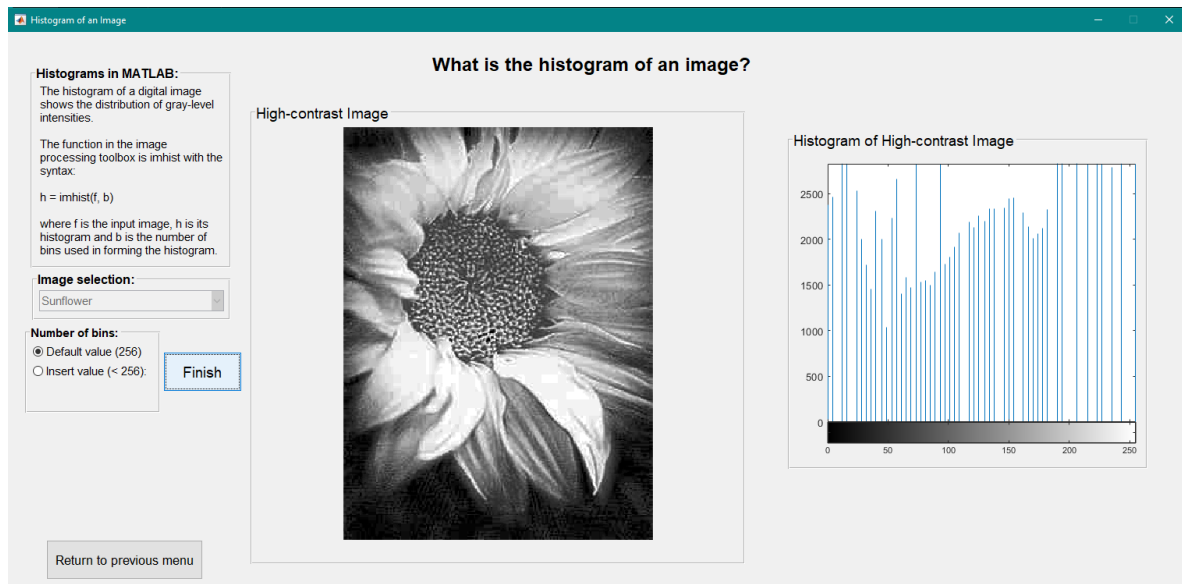 Histogram of an Image
What is the histogram of an image?
Histograms in MATLAB:
The histogram of a digital image
shows the distribution of gray-level
intensities.
The function in the image
processing toolbox is imhist with the
syntax:
h = imhist(f, b)
where f is the input image, h is its
histogram and b is the number of
bins used in forming the histogram.
Image selection:
Sunflower
Number of bins:
Default value (256)
Insert value (< 256):
Finish
Return to previous menu
High-contrast Image
Histogram of High-contrast Image
2500
2000
1500
1000
500
0
0 50 100 150 200 250